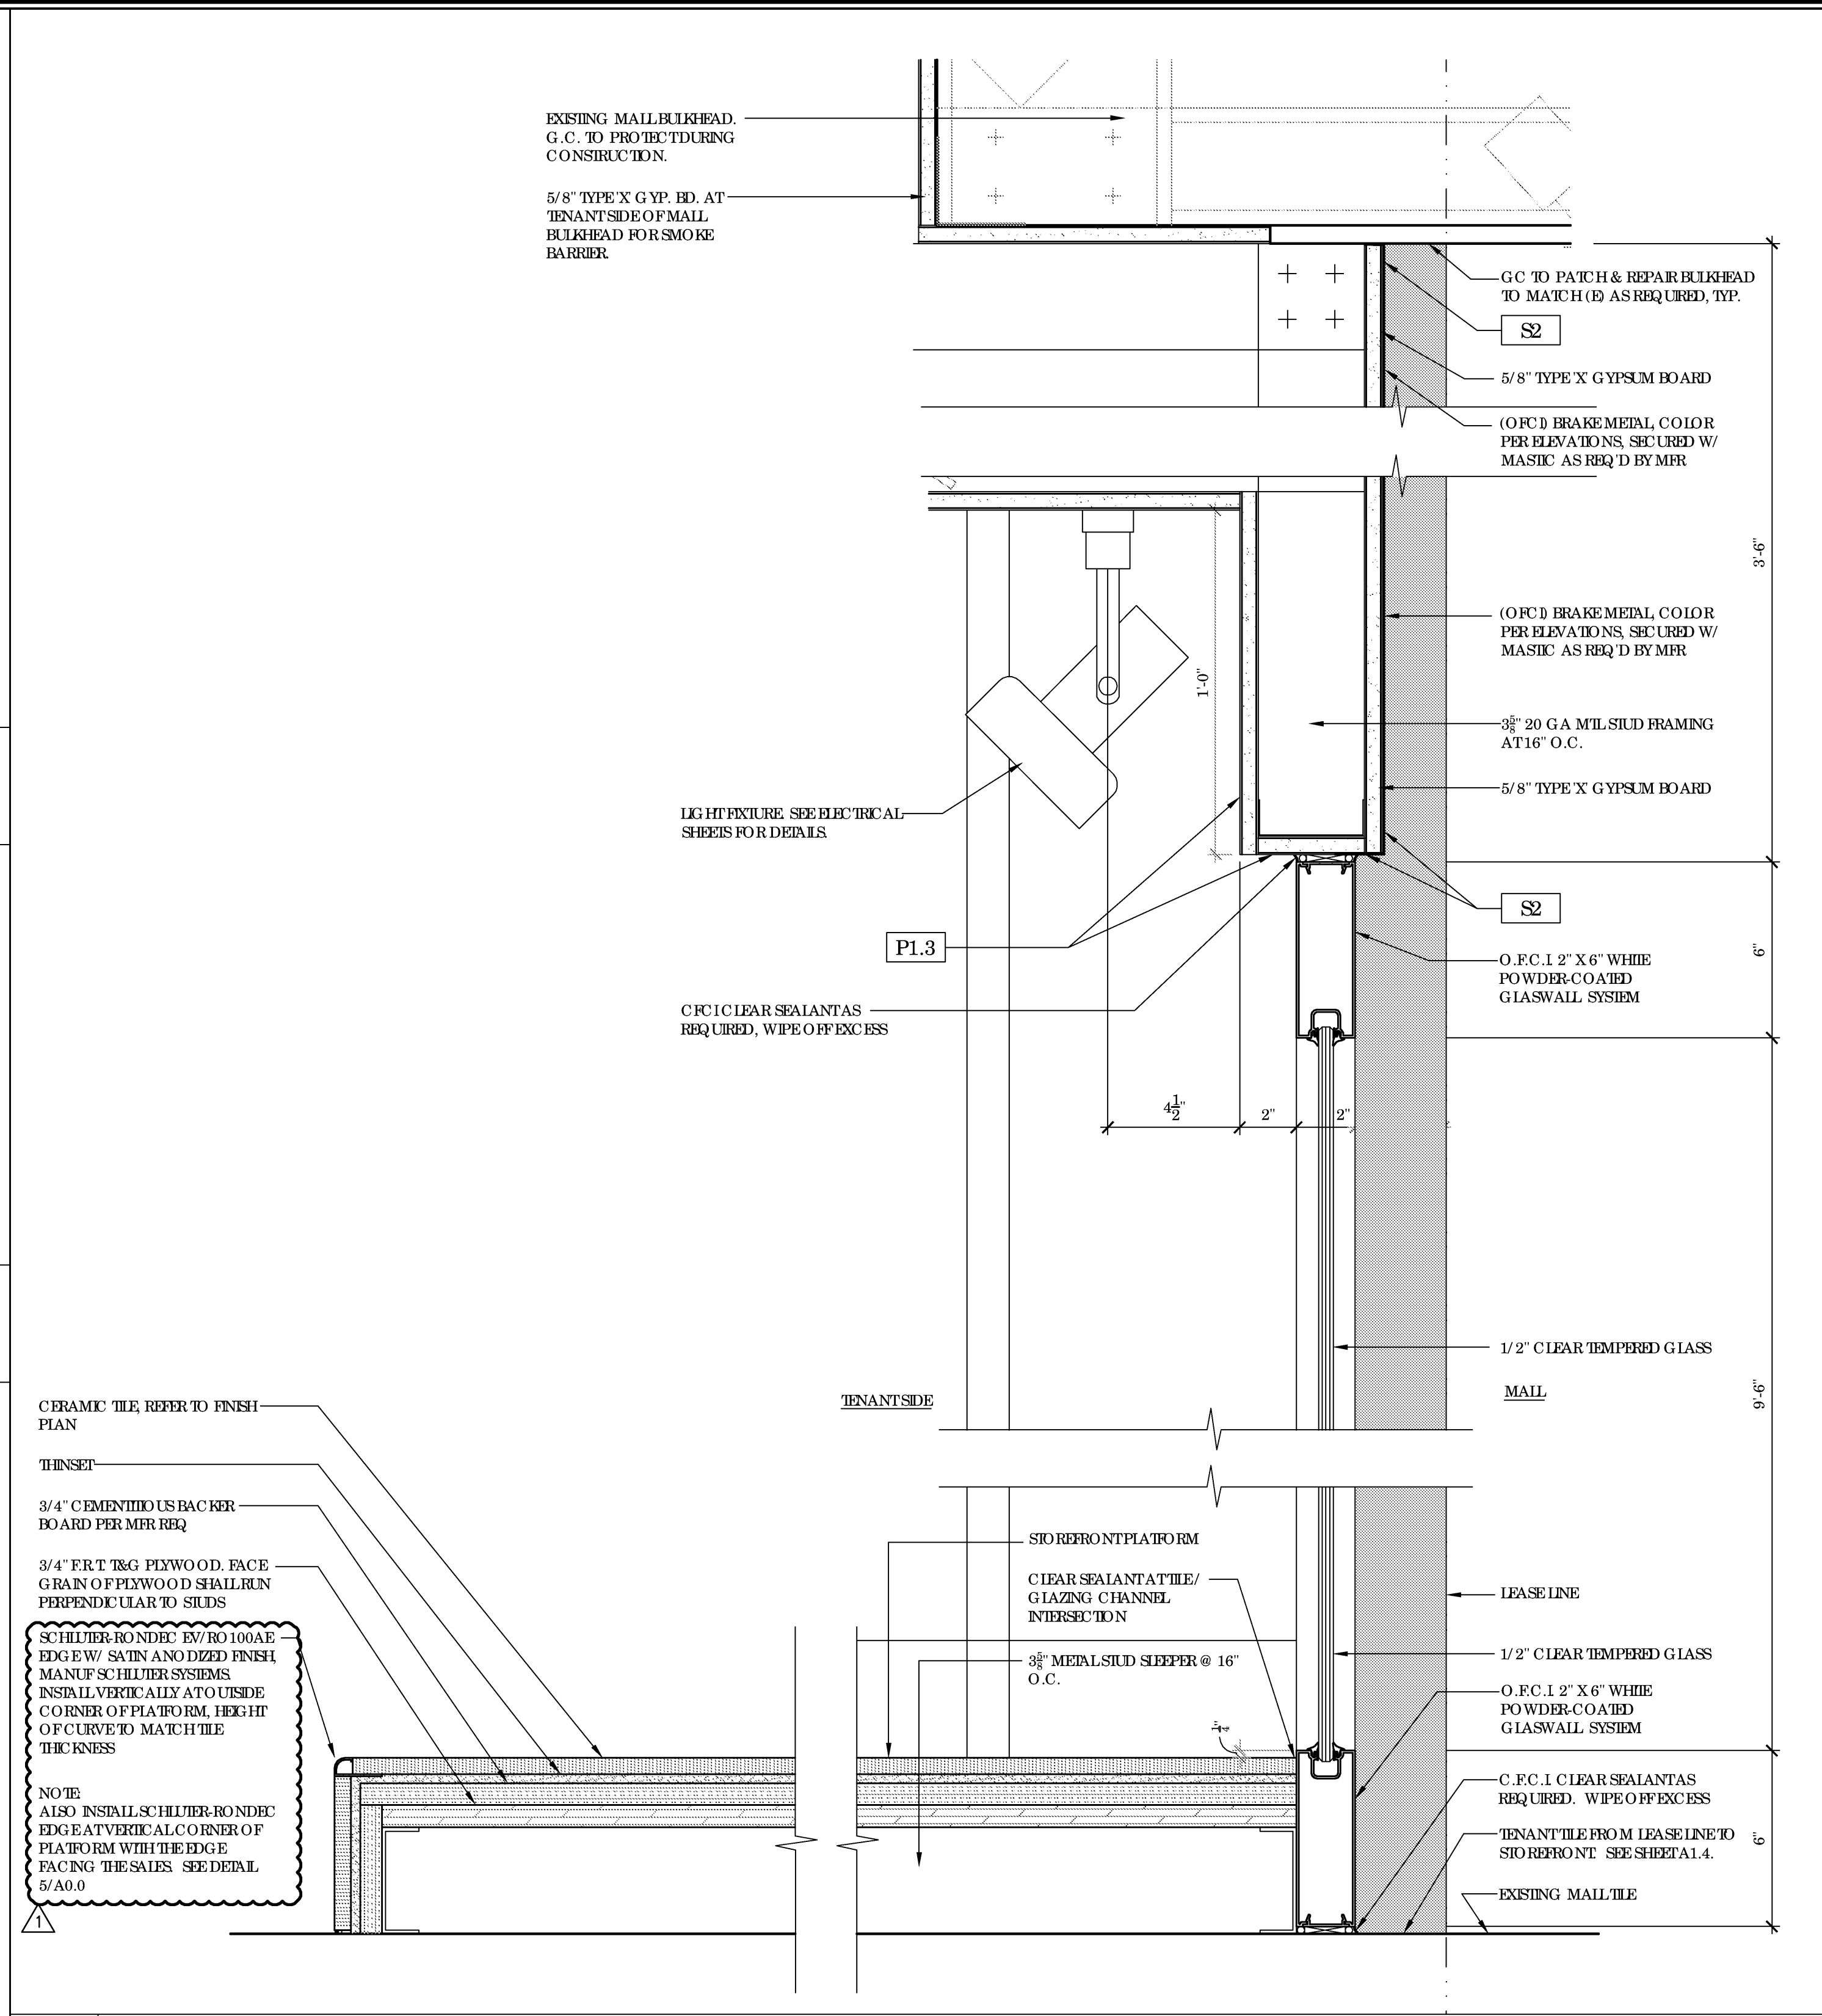 EXISTING MALL BULKHEAD.
G.C. TO PROTECT DURING
CONSTRUCTION.
5/8" TYPE 'X' GYP. BD. AT
TENANT SIDE OF MALL
BULKHEAD FOR SMOKE
BARRIER.
GC TO PATCH & REPAIR BULKHEAD
TO MATCH (E) AS REQUIRED, TYP.
S2
5/8" TYPE 'X' GYPSUM BOARD
(OFCI) BRAKE METAL, COLOR
PER ELEVATIONS, SECURED W/
MASTIC AS REQ'D BY MFR
3'-6"
(OFCI) BRAKE METAL, COLOR
PER ELEVATIONS, SECURED W/
MASTIC AS REQ'D BY MFR
1'-0"
3 5/8" 20 GA MTL STUD FRAMING
AT 16" O.C.
5/8" TYPE 'X' GYPSUM BOARD
LIGHT FIXTURE. SEE ELECTRICAL
SHEETS FOR DETAILS.
S2
P1.3
6"
O.F.C.I. 2" X 6" WHITE
POWDER-COATED
GLASWALL SYSTEM
CFCI CLEAR SEALANT AS
REQUIRED, WIPE OFF EXCESS
4 1/2"
2"
2"
1/2" CLEAR TEMPERED GLASS
TENANT SIDE
MALL
9'-6"
CERAMIC TILE, REFER TO FINISH
PLAN
THINSET
3/4" CEMENTITIOUS BACKER
BOARD PER MFR REQ
3/4" F.R.T. T&G PLYWOOD. FACE
GRAIN OF PLYWOOD SHALL RUN
PERPENDICULAR TO STUDS
SCHLUTER-RONDEC EV/RO 100 AE
EDGE W/ SATIN ANODIZED FINISH,
MANUF SCHLUTER SYSTEMS.
INSTALL VERTICALLY AT OUTSIDE
CORNER OF PLATFORM, HEIGHT
OF CURVE TO MATCH TILE
THICKNESS
NOTE:
ALSO INSTALL SCHLUTER-RONDEC
EDGE AT VERTICAL CORNER OF
PLATFORM WITH THE EDGE
FACING THE SALES. SEE DETAIL
5/A0.0
1
STOREFRONT PLATFORM
CLEAR SEALANT AT TILE/
GLAZING CHANNEL
INTERSECTION
3 5/8" METAL STUD SLEEPER @ 16"
O.C.
1/4"
LEASE LINE
1/2" CLEAR TEMPERED GLASS
O.F.C.I. 2" X 6" WHITE
POWDER-COATED
GLASWALL SYSTEM
C.F.C.I. CLEAR SEALANT AS
REQUIRED. WIPE OFF EXCESS
TENANT TILE FROM LEASE LINE TO
STOREFRONT. SEE SHEET A1.4.
6"
EXISTING MALL TILE